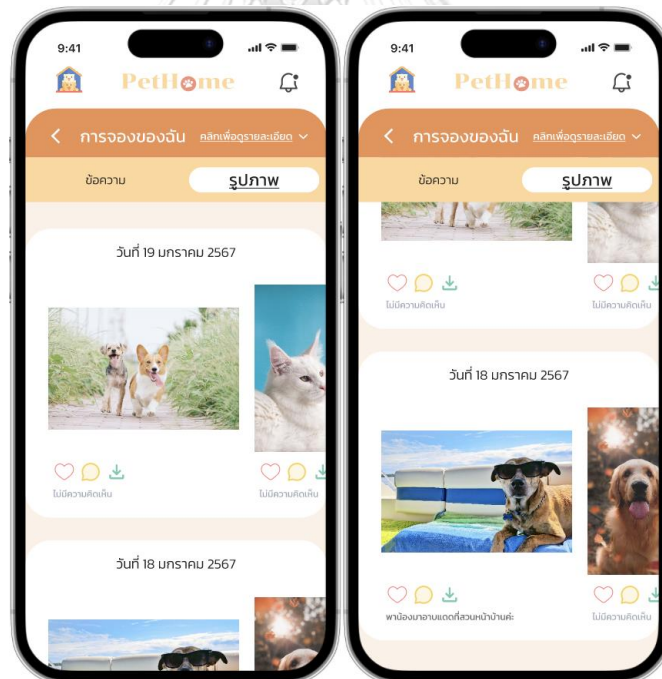 9:41
PetHome
การจองของฉัน คลิกเพื่อดูรายละเอียด
ข้อความ รูปภาพ
วันที่ 19 มกราคม 2567
ไม่มีความคิดเห็น ไม่มีความคิดเห็น
วันที่ 18 มกราคม 2567
9:41
PetHome
การจองของฉัน คลิกเพื่อดูรายละเอียด
ข้อความ รูปภาพ
ไม่มีความคิดเห็น ไม่มีความคิดเห็น
วันที่ 18 มกราคม 2567
พาน้องมาอาบแดดที่สวนหน้าบ้านค่ะ ไม่มีความคิดเห็น